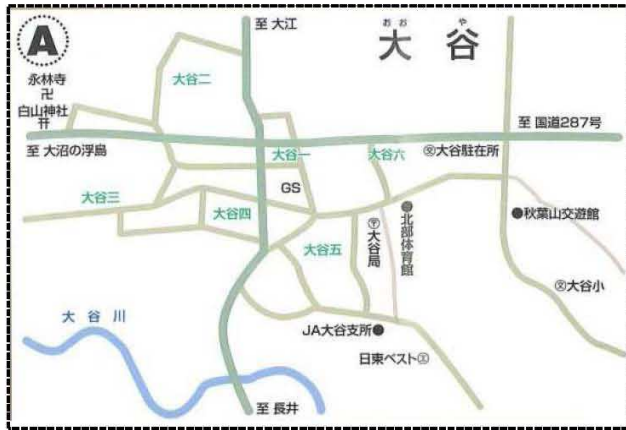 A
至 大江
おお や
大 谷
永林寺
卍
白山神社
大谷二
至 国道287号
至 大沼の浮島
大谷一
大谷六
大谷駐在所
GS
大谷三
大谷四
北部体育館
秋葉山交遊館
〒大谷局
大谷五
文大谷小
大 谷 川
JA大谷支所
日東ベスト工
至 長井